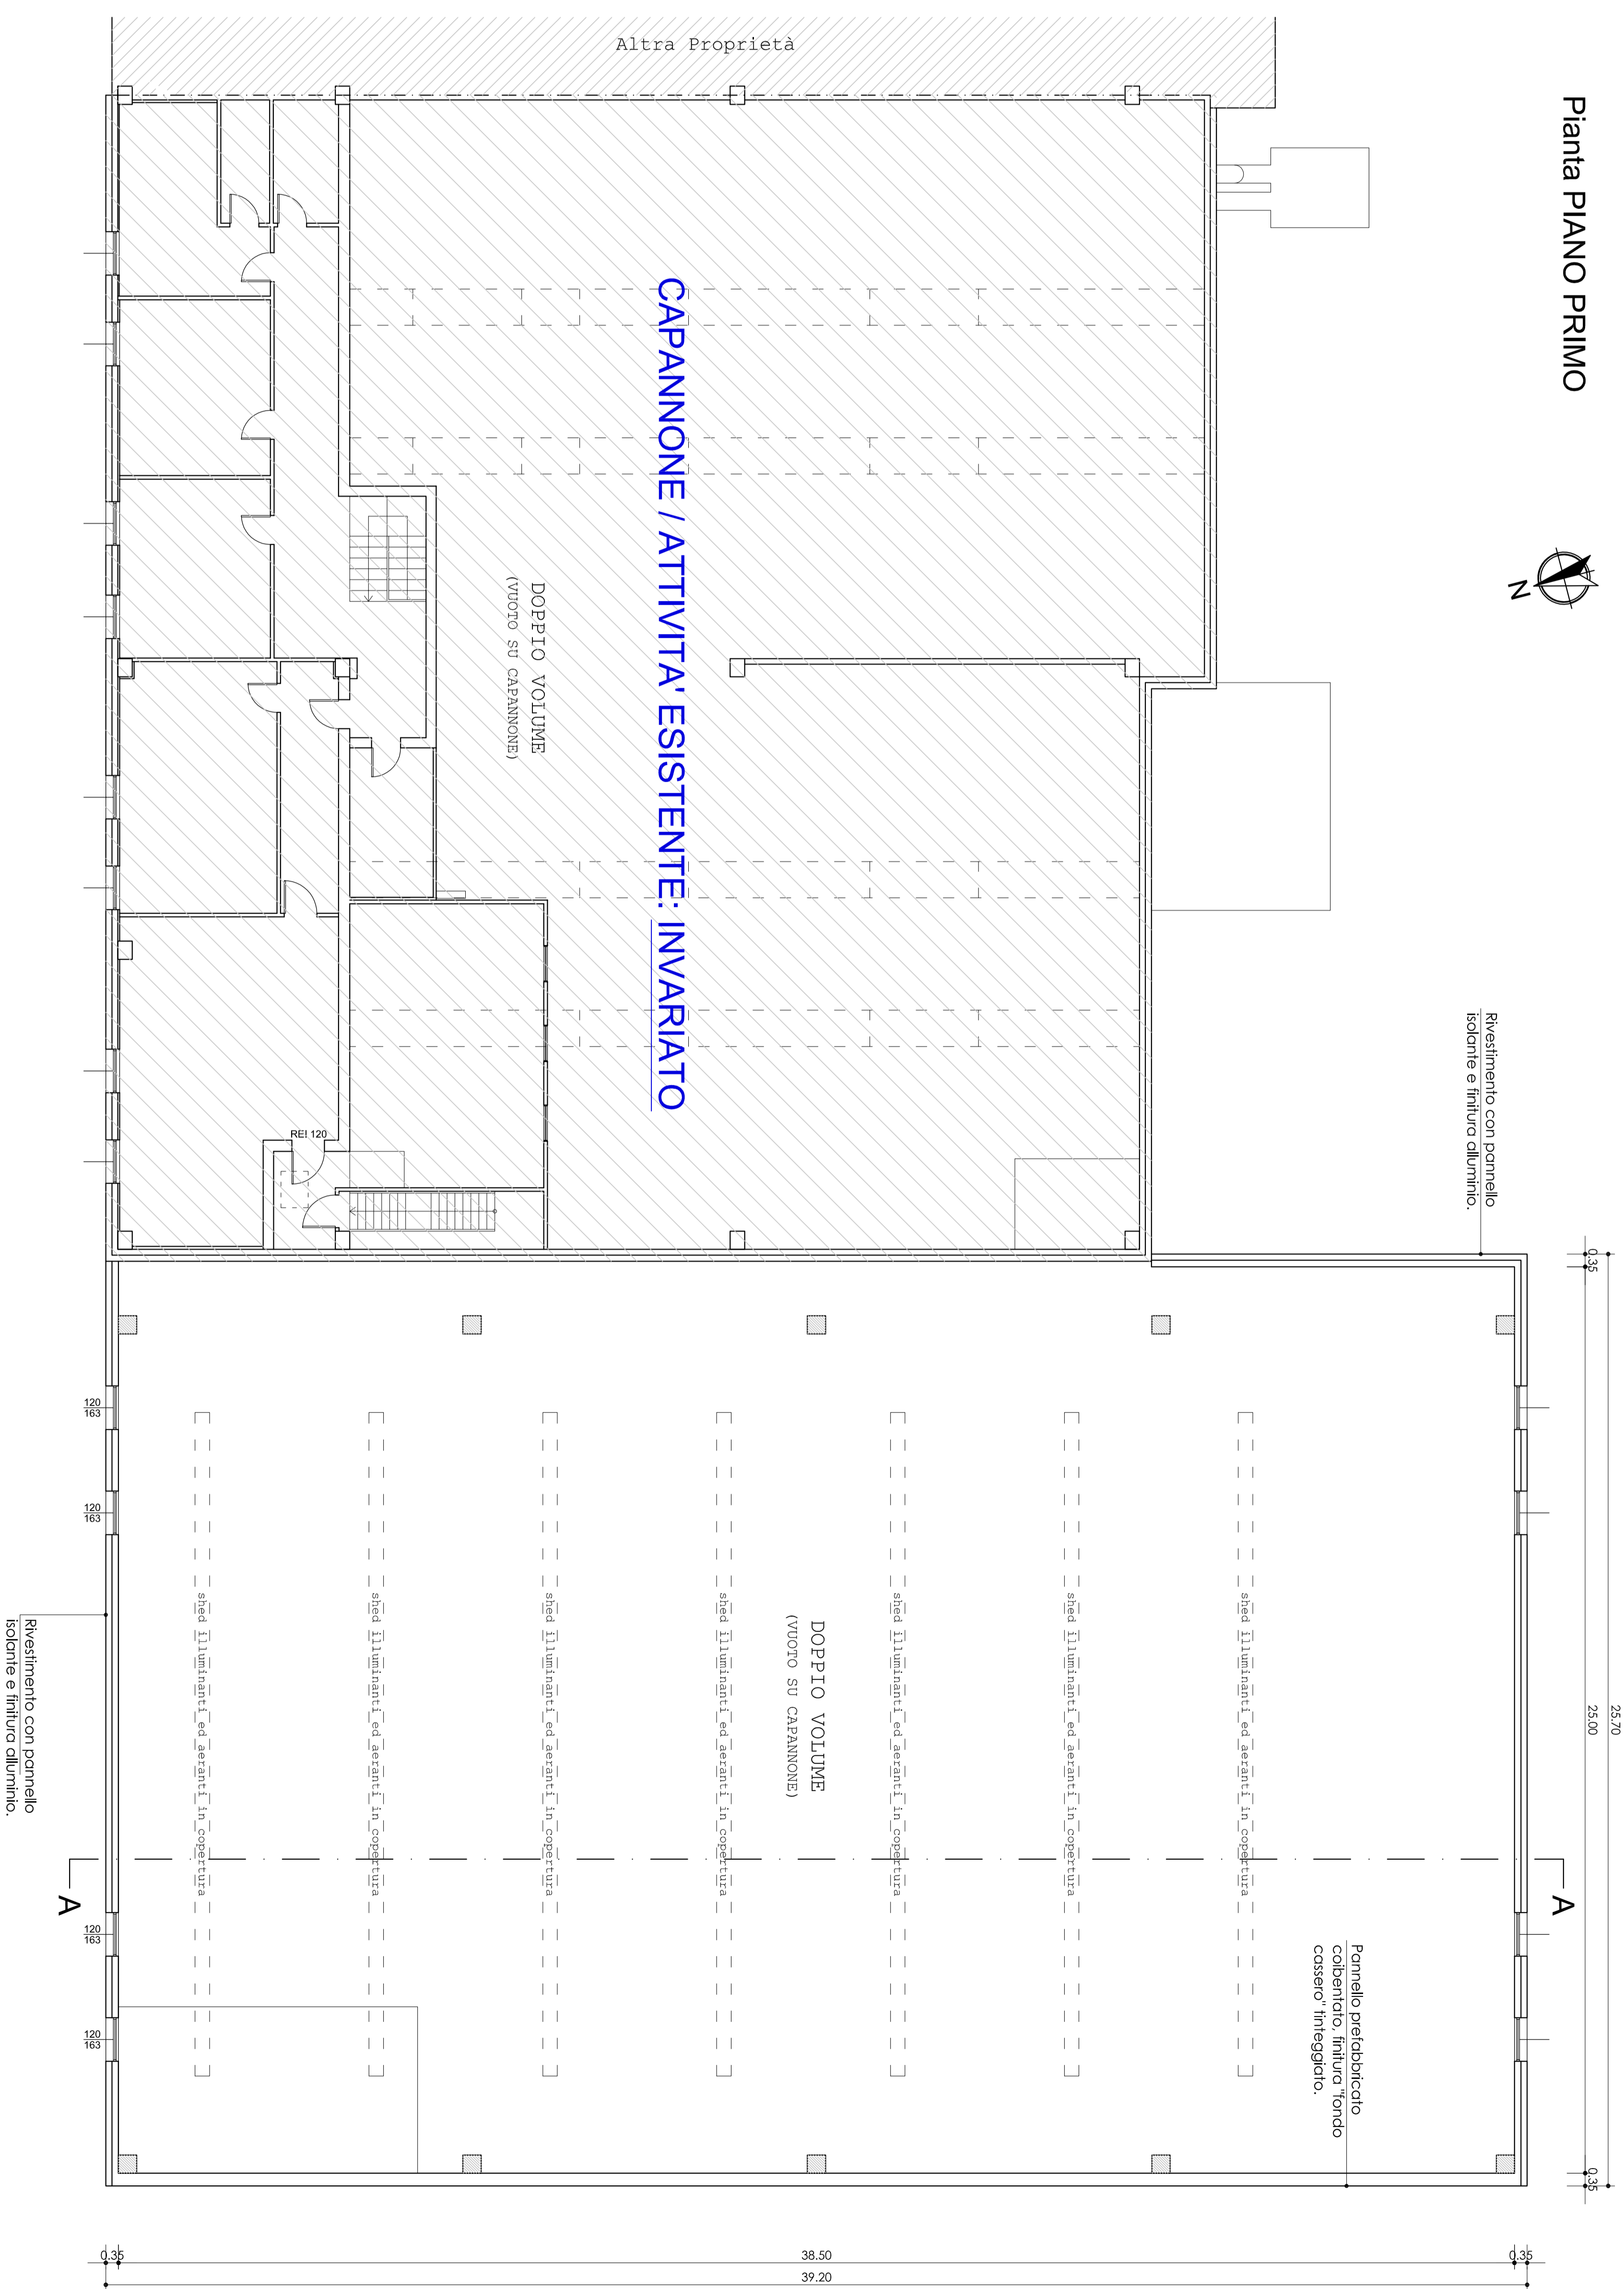 Pianta PIANO PRIMO
N
Altra Proprietà
CAPANNONE / ATTIVITA' ESISTENTE: INVARIATO
DOPPIO VOLUME
(VUOTO SU CAPANNONE)
REI 120
Rivestimento con pannello
isolante e finitura alluminio.
0.35
25.00
0.35
25.70
120
163
120
163
120
163
120
163
shed illuminanti ed aeranti in copertura
shed illuminanti ed aeranti in copertura
shed illuminanti ed aeranti in copertura
shed illuminanti ed aeranti in copertura
shed illuminanti ed aeranti in copertura
shed illuminanti ed aeranti in copertura
shed illuminanti ed aeranti in copertura
DOPPIO VOLUME
(VUOTO SU CAPANNONE)
Rivestimento con pannello
isolante e finitura alluminio.
A
A
Pannello prefabbricato
coibentato, finitura "fondo
cassero" tinteggiato.
0.35
38.50
0.35
39.20